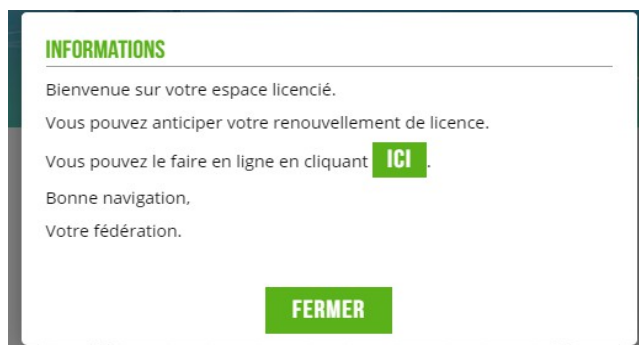 INFORMATIONS
Bienvenue sur votre espace licencié.
Vous pouvez anticiper votre renouvellement de licence.
Vous pouvez le faire en ligne en cliquant ICI .
Bonne navigation,
Votre fédération.
FERMER